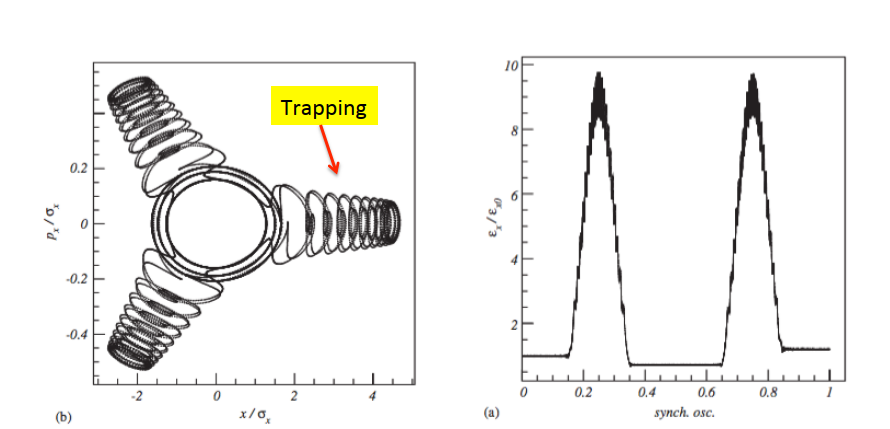 Trapping
0.2
0
-0.2
-0.4
-2
0
2
4
p_x / σ_x
x / σ_x
(b)
10
8
6
4
2
0
0.2
0.4
0.6
0.8
1
ε_x / ε_x0
synch. osc.
(a)